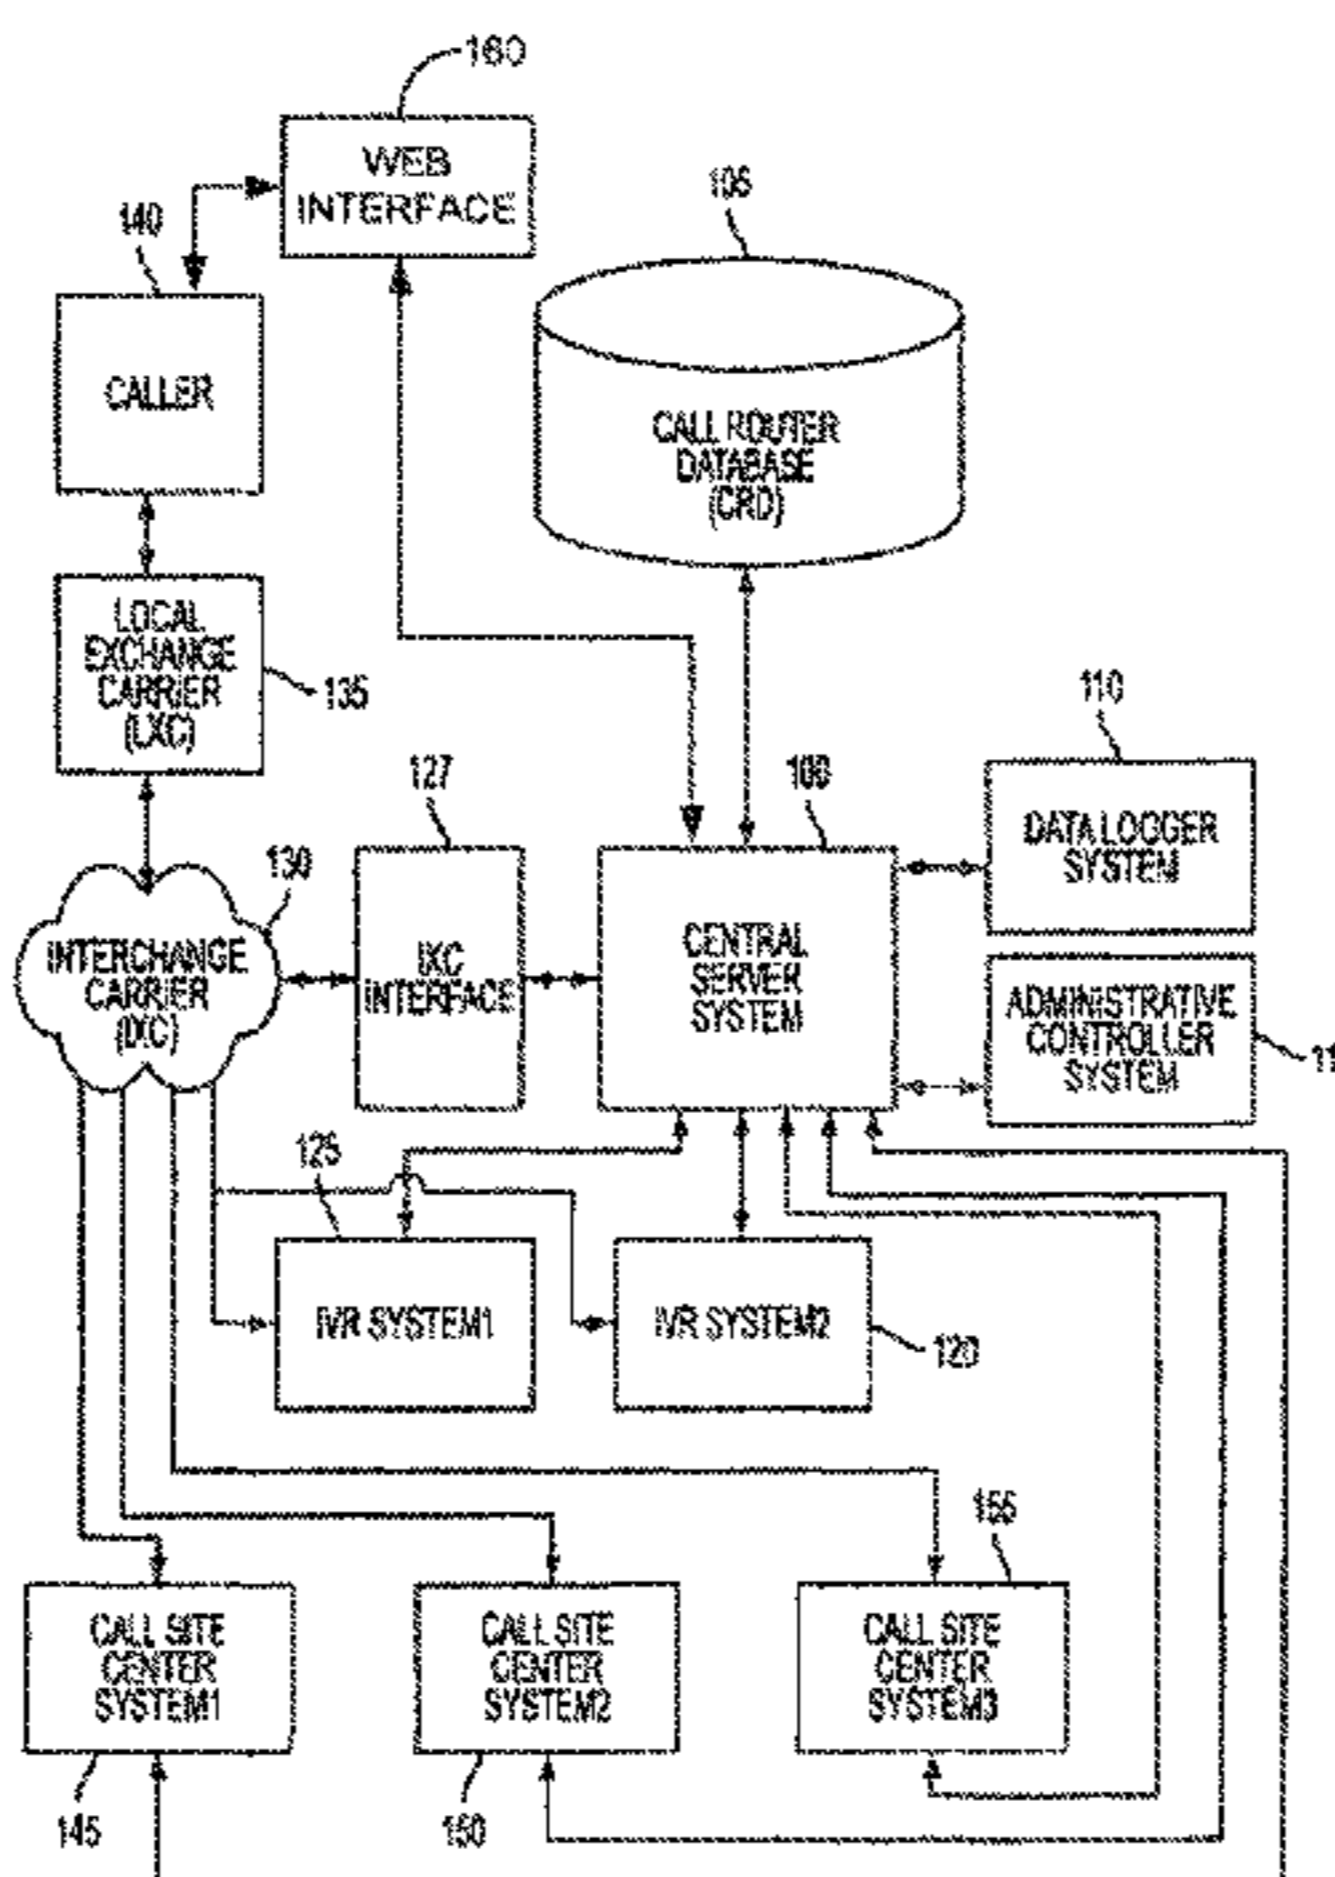 160
WEB
INTERFACE
105
140
CALLER
CALL ROUTER
DATABASE
(CRD)
LOCAL
EXCHANGE
CARRIER
(LXC)
135
110
127
100
DATA LOGGER
SYSTEM
130
INTERCHANGE
CARRIER
(IXC)
IXC
INTERFACE
CENTRAL
SERVER
SYSTEM
ADMINISTRATIVE
CONTROLLER
SYSTEM
125
IVR SYSTEM1
IVR SYSTEM2
120
155
CALL SITE
CENTER
SYSTEM1
CALL SITE
CENTER
SYSTEM2
CALL SITE
CENTER
SYSTEM3
145
150